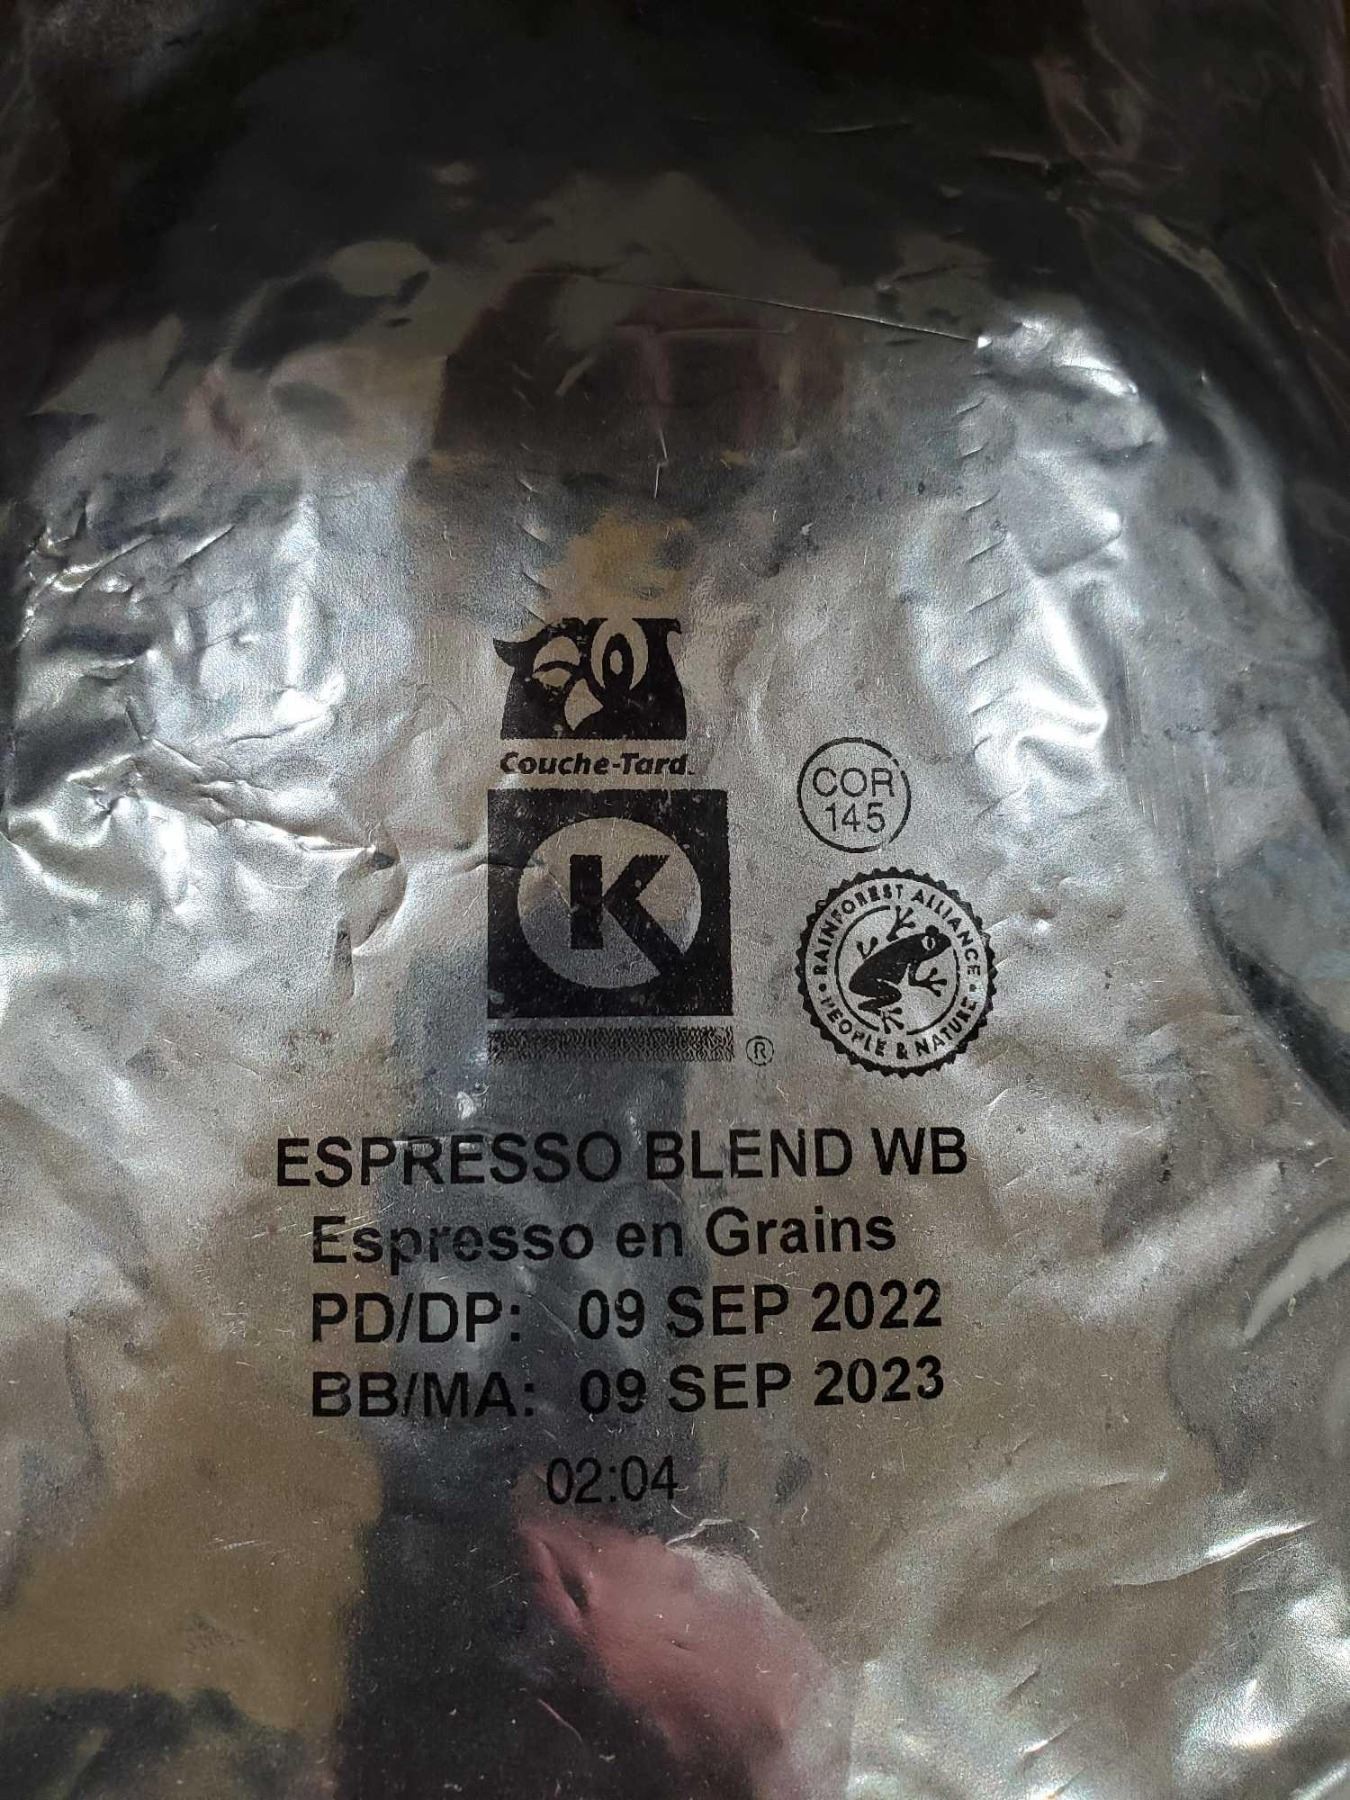 Couche-Tard.
K
®
COR
145
RAINFOREST ALLIANCE
• PEOPLE & NATURE •
ESPRESSO BLEND WB
Espresso en Grains
PD/DP: 09 SEP 2022
BB/MA: 09 SEP 2023
02:04